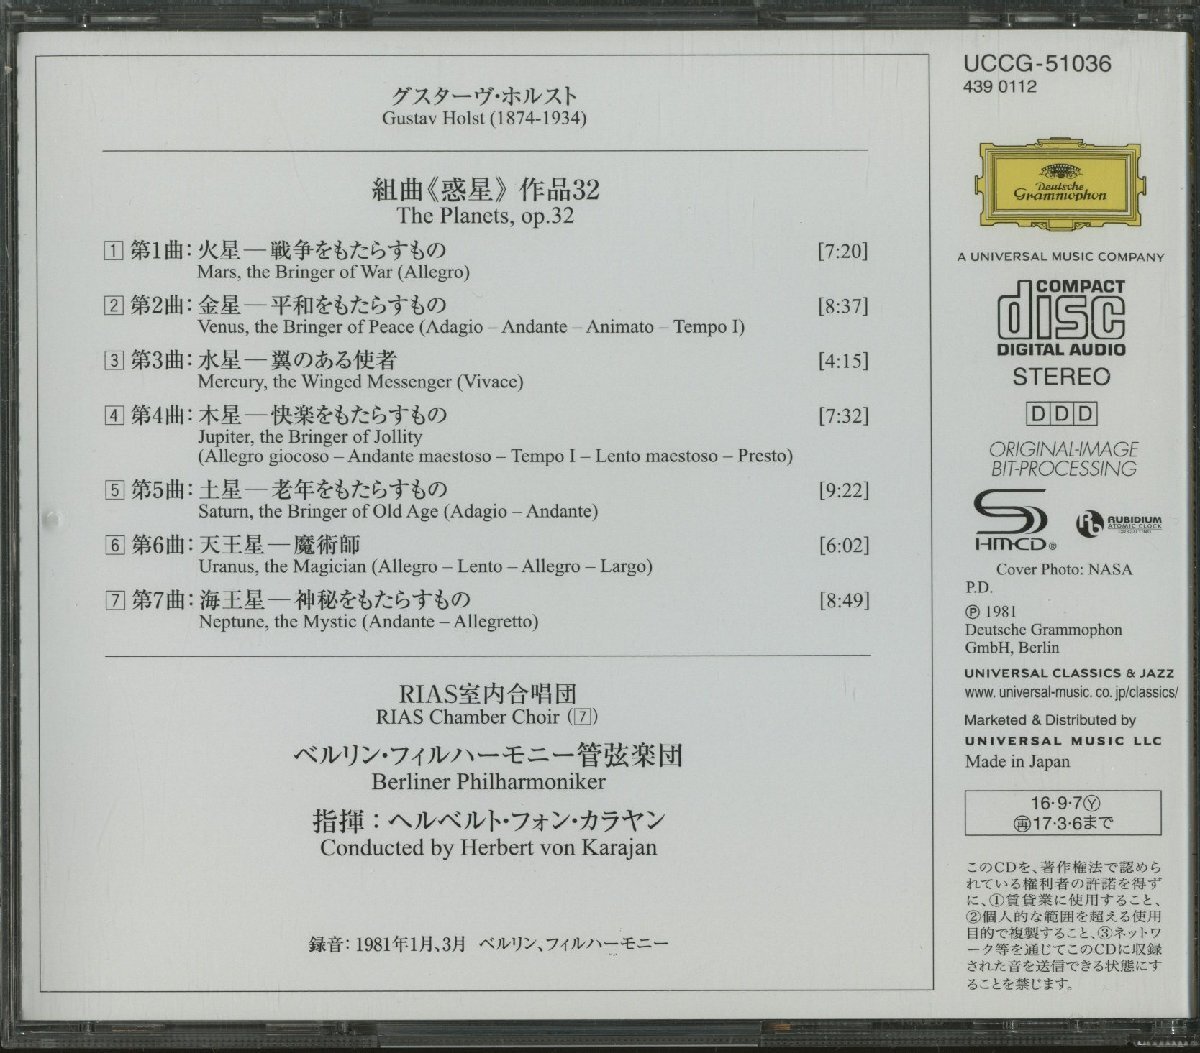 グスターヴ・ホルスト
Gustav Holst (1874-1934)
組曲《惑星》 作品32
The Planets, op.32
1 第1曲：火星―戦争をもたらすもの [7:20]
Mars, the Bringer of War (Allegro)
2 第2曲：金星―平和をもたらすもの [8:37]
Venus, the Bringer of Peace (Adagio – Andante – Animato – Tempo I)
3 第3曲：水星―翼のある使者 [4:15]
Mercury, the Winged Messenger (Vivace)
4 第4曲：木星―快楽をもたらすもの [7:32]
Jupiter, the Bringer of Jollity
(Allegro giocoso – Andante maestoso – Tempo I – Lento maestoso – Presto)
5 第5曲：土星―老年をもたらすもの [9:22]
Saturn, the Bringer of Old Age (Adagio – Andante)
6 第6曲：天王星―魔術師 [6:02]
Uranus, the Magician (Allegro – Lento – Allegro – Largo)
7 第7曲：海王星―神秘をもたらすもの [8:49]
Neptune, the Mystic (Andante – Allegretto)
RIAS室内合唱団
RIAS Chamber Choir (7)
ベルリン・フィルハーモニー管弦楽団
Berliner Philharmoniker
指揮：ヘルベルト・フォン・カラヤン
Conducted by Herbert von Karajan
録音：1981年1月、3月 ベルリン、フィルハーモニー
UCCG-51036
439 0112
Deutsche
Grammophon
A UNIVERSAL MUSIC COMPANY
COMPACT
disc
DIGITAL AUDIO
STEREO
DDD
ORIGINAL-IMAGE
BIT-PROCESSING
SHM-CD®
RUBIDIUM
ATOMIC CLOCK
Cover Photo: NASA
P.D.
℗ 1981
Deutsche Grammophon
GmbH, Berlin
UNIVERSAL CLASSICS & JAZZ
www.universal-music.co.jp/classics/
Marketed & Distributed by
UNIVERSAL MUSIC LLC
Made in Japan
16・9・7Ⓨ
㊢17・3・6まで
このCDを、著作権法で認めら
れている権利者の許諾を得ず
に、①賃貸業に使用すること、
②個人的な範囲を超える使用
目的で複製すること、③ネットワ
ーク等を通じてこのCDに収録
された音を送信できる状態にす
ることを禁じます。